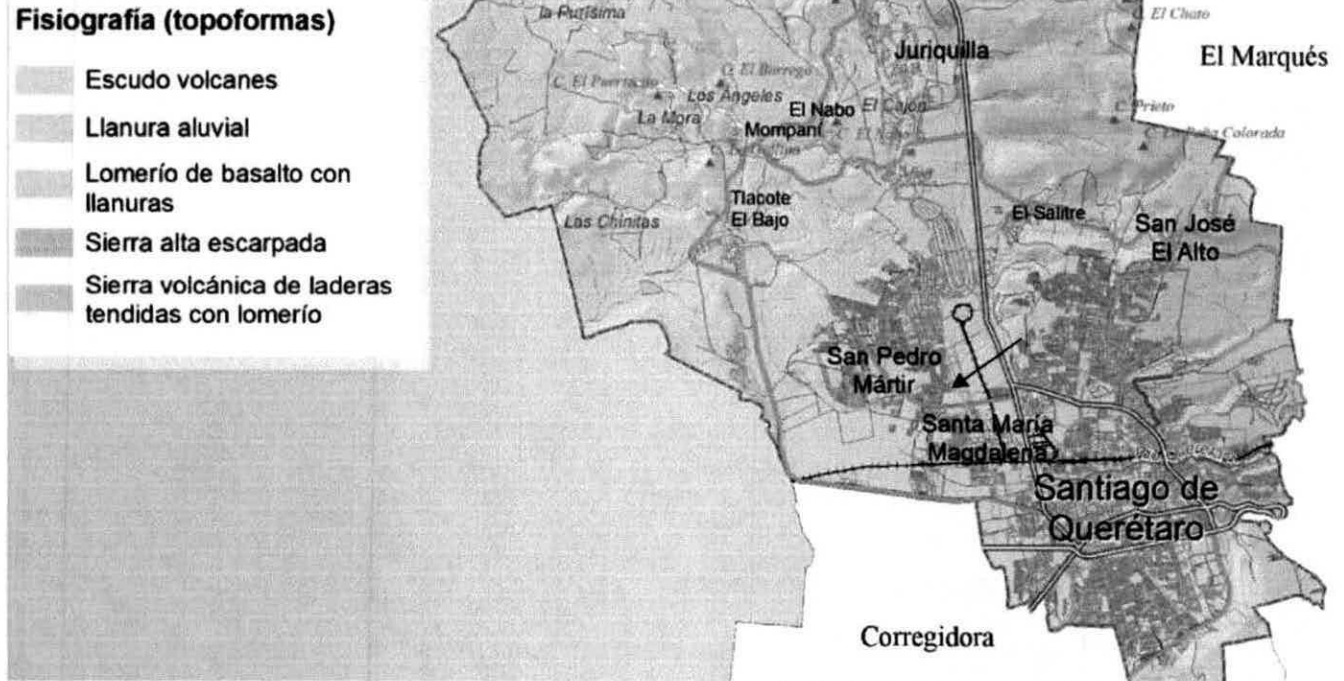 Fisiografía (topoformas)
Escudo volcanes
Llanura aluvial
Lomerío de basalto con
llanuras
Sierra alta escarpada
Sierra volcánica de laderas
tendidas con lomerío
la Purísima
C. El Chato
Juriquilla
El Marqués
C. El Borrego
Los Ángeles
El Nabo
El Cajón
La Mora
Mompaní
C. Prieto
C. La Peña Colorada
Tlacote
El Bajo
Las Chinitas
El Salitre
San José
El Alto
San Pedro
Mártir
Santa María
Magdalena
Santiago de
Querétaro
Corregidora